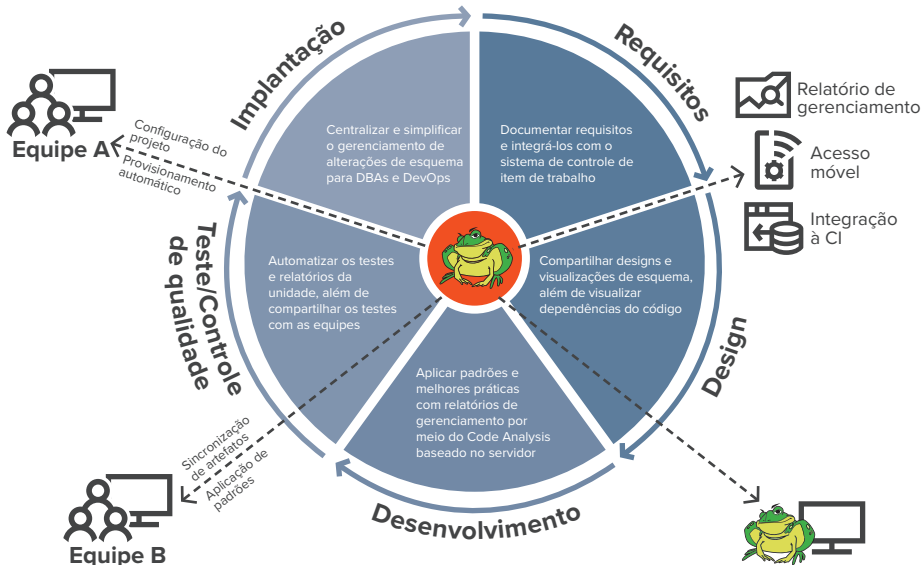 Implantação
Requisitos
Relatório de
gerenciamento
Acesso
móvel
Integração
à CI
Equipe A
Configuração do
projeto
Provisionamento
automático
Centralizar e simplificar
o gerenciamento de
alterações de esquema
para DBAs e DevOps
Documentar requisitos
e integrá-los com o
sistema de controle de
item de trabalho
Teste/Controle
de qualidade
Automatizar os testes
e relatórios da
unidade, além de
compartilhar os testes
com as equipes
Compartilhar designs e
visualizações de esquema,
além de visualizar
dependências do código
Design
Aplicar padrões e
melhores práticas
com relatórios de
gerenciamento por
meio do Code Analysis
baseado no servidor
Sincronização
de artefatos
Aplicação de
padrões
Desenvolvimento
Equipe B